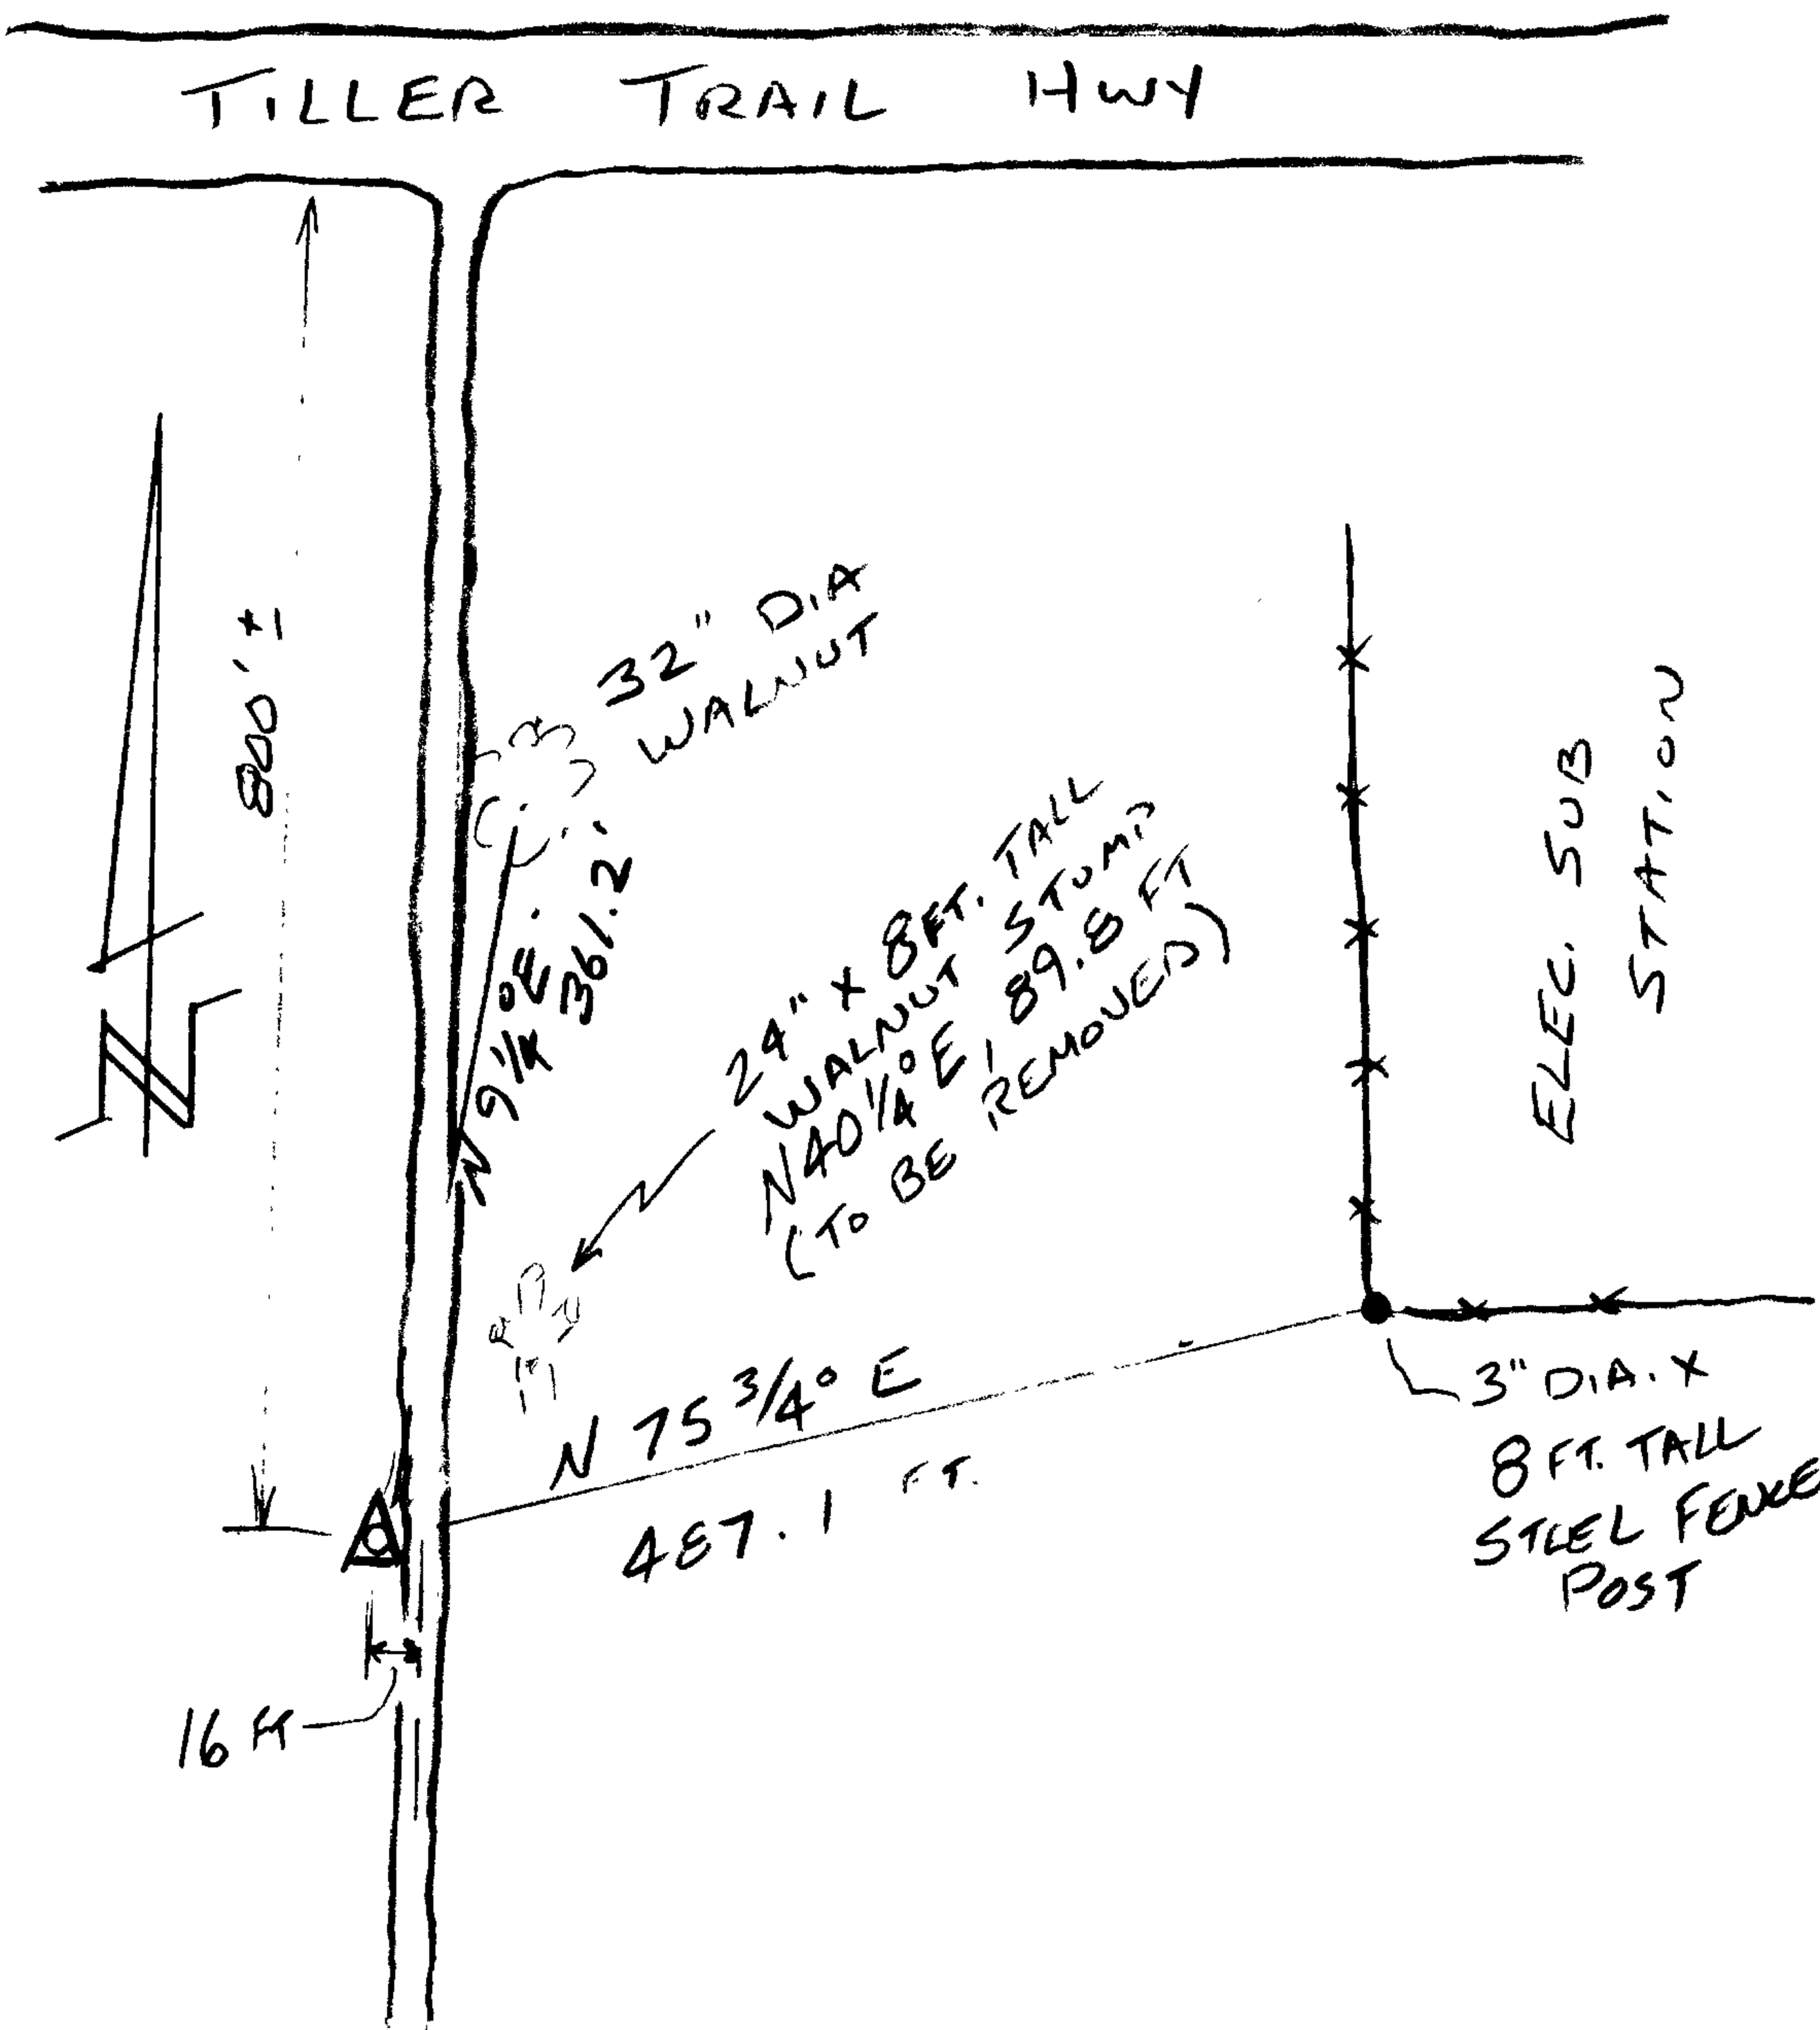 TILLER TRAIL HWY
800' ±
32" DIA
WALNUT
N 9 1/4 °E.
361.2'
24" X 8 FT. TALL
WALNUT STUMP
N40 1/4° E, 89.8 FT
(TO BE REMOVED)
ELEC. SUB
STATION
N 75 3/4° E
487.1 FT.
3" DIA. X
8 FT. TALL
STEEL FENCE
POST
16 FT
N